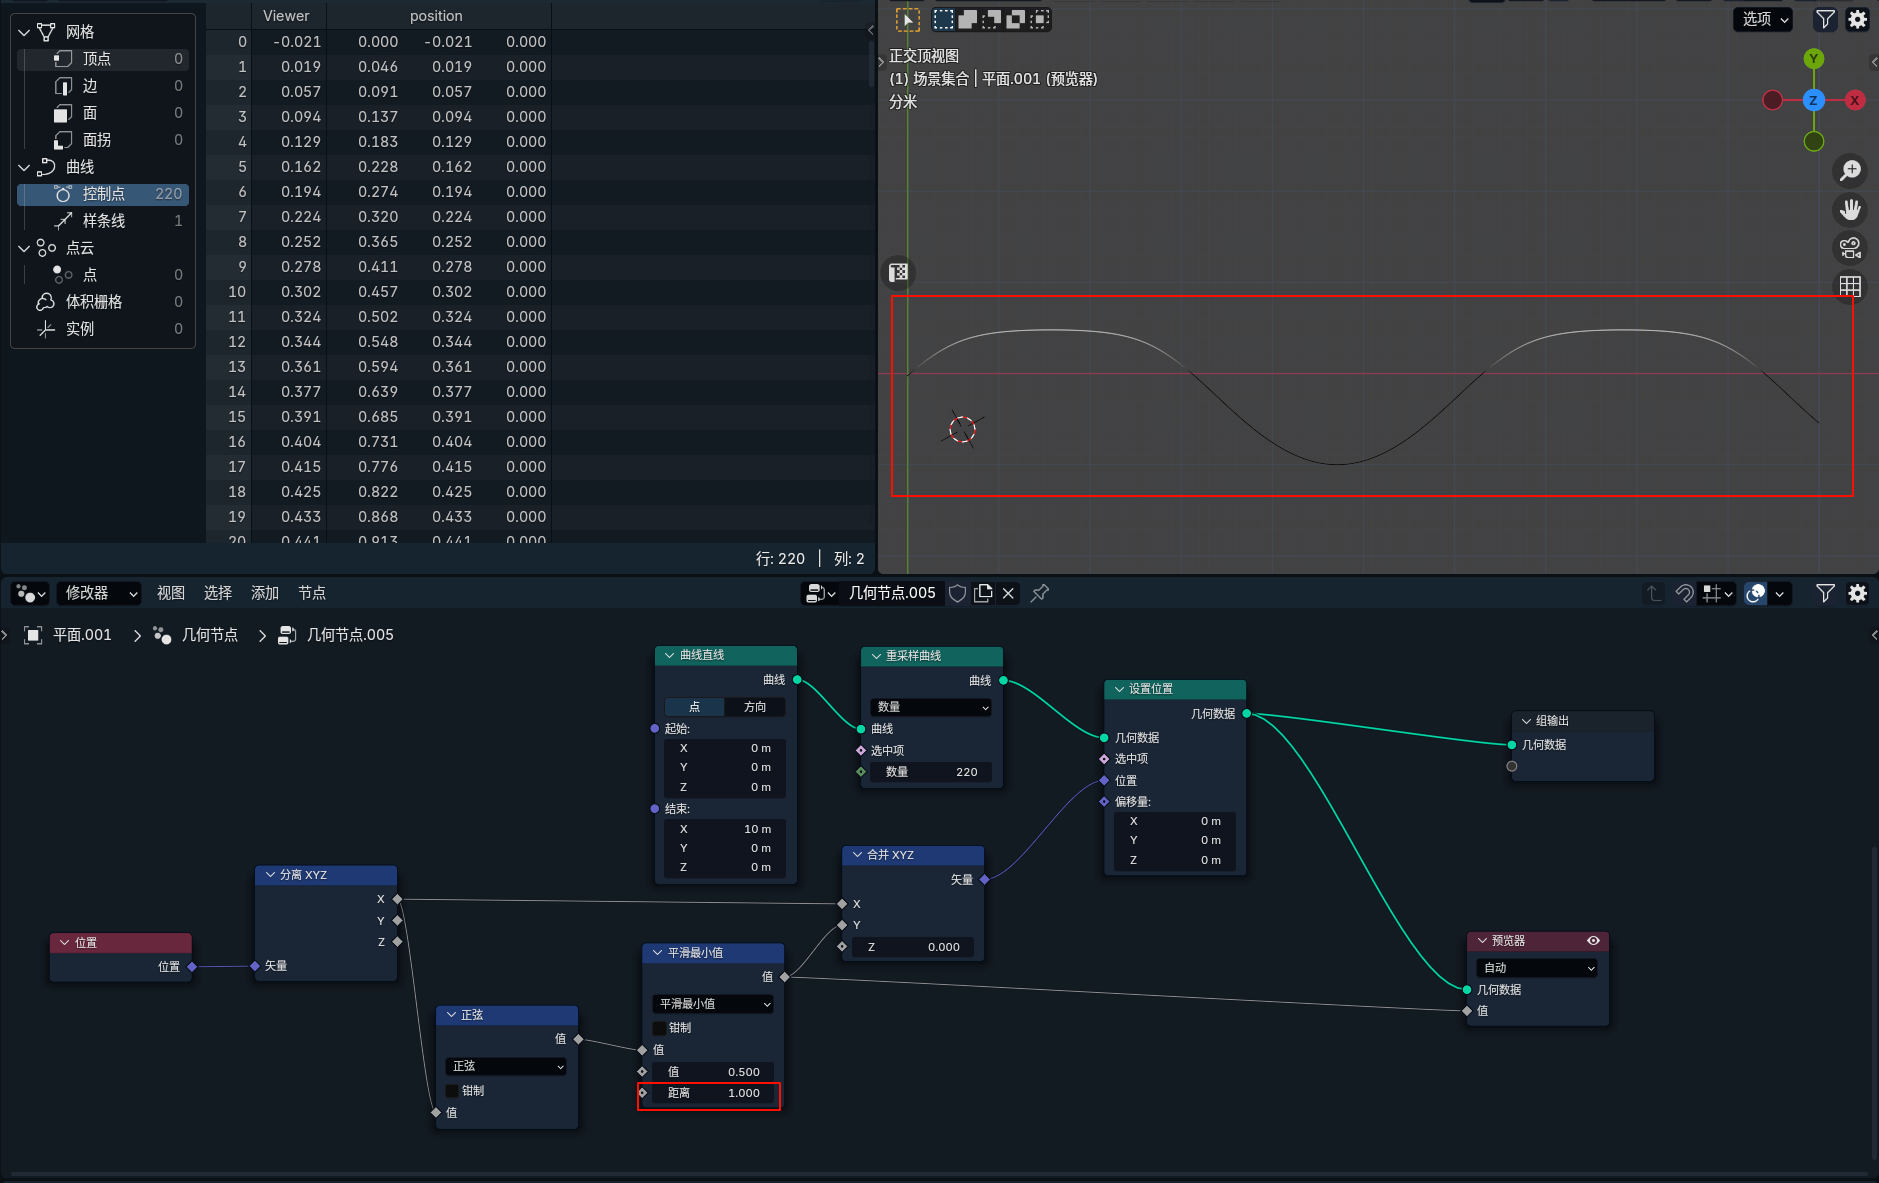 网格
顶点 0
边 0
面 0
面拐 0
曲线
控制点 220
样条线 1
点云
点 0
体积栅格 0
实例 0
Viewer position
0 -0.021 0.000 -0.021 0.000
1 0.019 0.046 0.019 0.000
2 0.057 0.091 0.057 0.000
3 0.094 0.137 0.094 0.000
4 0.129 0.183 0.129 0.000
5 0.162 0.228 0.162 0.000
6 0.194 0.274 0.194 0.000
7 0.224 0.320 0.224 0.000
8 0.252 0.365 0.252 0.000
9 0.278 0.411 0.278 0.000
10 0.302 0.457 0.302 0.000
11 0.324 0.502 0.324 0.000
12 0.344 0.548 0.344 0.000
13 0.361 0.594 0.361 0.000
14 0.377 0.639 0.377 0.000
15 0.391 0.685 0.391 0.000
16 0.404 0.731 0.404 0.000
17 0.415 0.776 0.415 0.000
18 0.425 0.822 0.425 0.000
19 0.433 0.868 0.433 0.000
20 0.441 0.913 0.441 0.000
行: 220 | 列: 2
选项
正交顶视图
(1) 场景集合 | 平面.001 (预览器)
分米
Y
Z
X
修改器 视图 选择 添加 节点
几何节点.005
平面.001 几何节点 几何节点.005
位置
位置
分离 XYZ
X
Y
Z
矢量
正弦
值
正弦
钳制
值
曲线直线
曲线
点 方向
起始:
X 0 m
Y 0 m
Z 0 m
结束:
X 10 m
Y 0 m
Z 0 m
平滑最小值
值
平滑最小值
钳制
值
值 0.500
距离 1.000
重采样曲线
曲线
数量
曲线
选中项
数量 220
合并 XYZ
矢量
X
Y
Z 0.000
设置位置
几何数据
几何数据
选中项
位置
偏移量:
X 0 m
Y 0 m
Z 0 m
组输出
几何数据
预览器
自动
几何数据
值